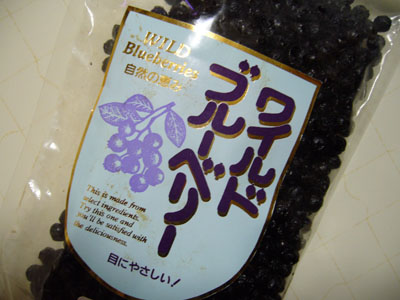 WILD
Blueberries
自然の恵み
ワイルド
ブルーベリー
This is made from
select ingredients.
Try this one and
you'll be satisfied with
the deliciousness.
目にやさしい!